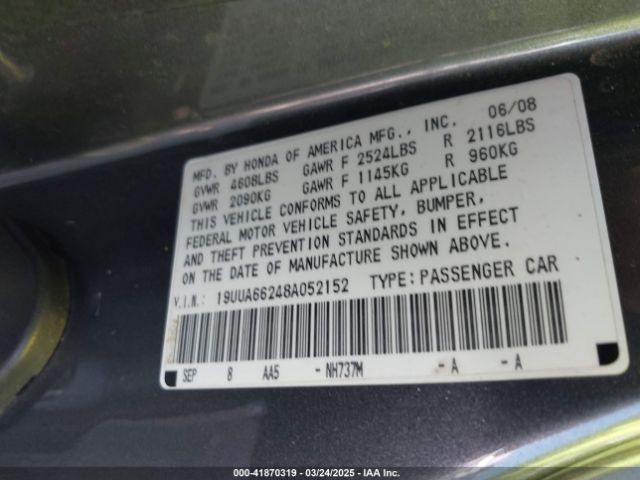 MFD. BY HONDA OF AMERICA MFG., INC. 06/08
GVWR 4608LBS GAWR F 2524LBS R 2116LBS
GVWR 2090KG GAWR F 1145KG R 960KG
THIS VEHICLE CONFORMS TO ALL APPLICABLE
FEDERAL MOTOR VEHICLE SAFETY, BUMPER,
AND THEFT PREVENTION STANDARDS IN EFFECT
ON THE DATE OF MANUFACTURE SHOWN ABOVE.
V.I.N.: 19UUA66248A052152 TYPE: PASSENGER CAR
SEP 8 AA5 - NH737M - A - A
000-41870319 | 03/24/2025 | IAA Inc.